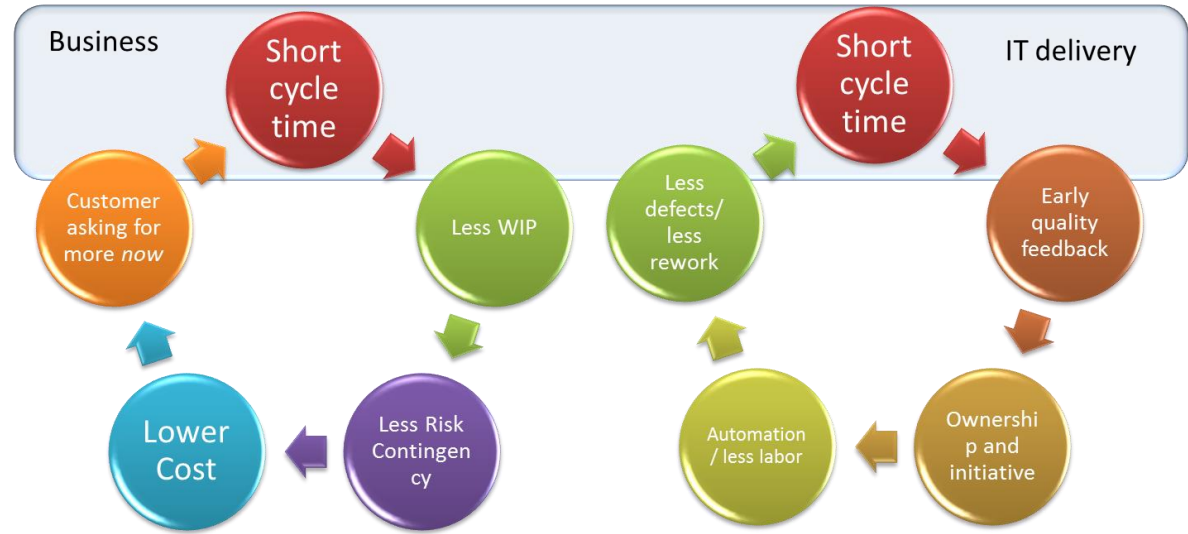 Business
Short
cycle
time
Customer
asking for
more now
Less WIP
Lower
Cost
Less Risk
Contingen
cy
IT delivery
Short
cycle
time
Less
defects/
less
rework
Early
quality
feedback
Automation
/ less labor
Ownershi
p and
initiative